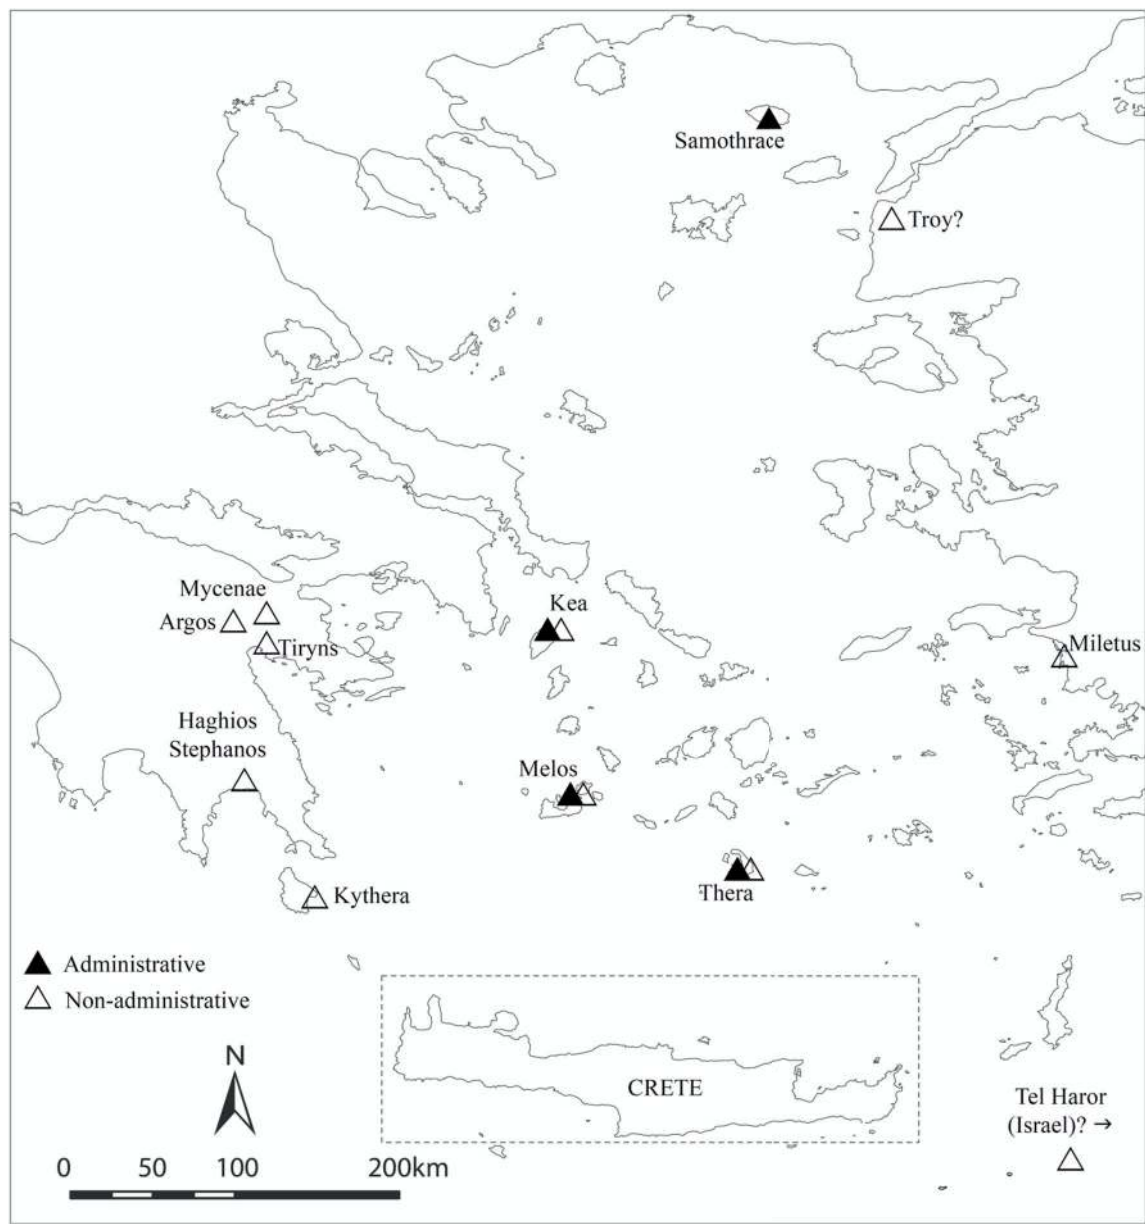 Samothrace
Troy?
Mycenae
Kea
Argos
Tiryns
Miletus
Haghios
Stephanos
Melos
Thera
Kythera
Administrative
Non-administrative
N
CRETE
Tel Haror
(Israel)? →
0 50 100 200km